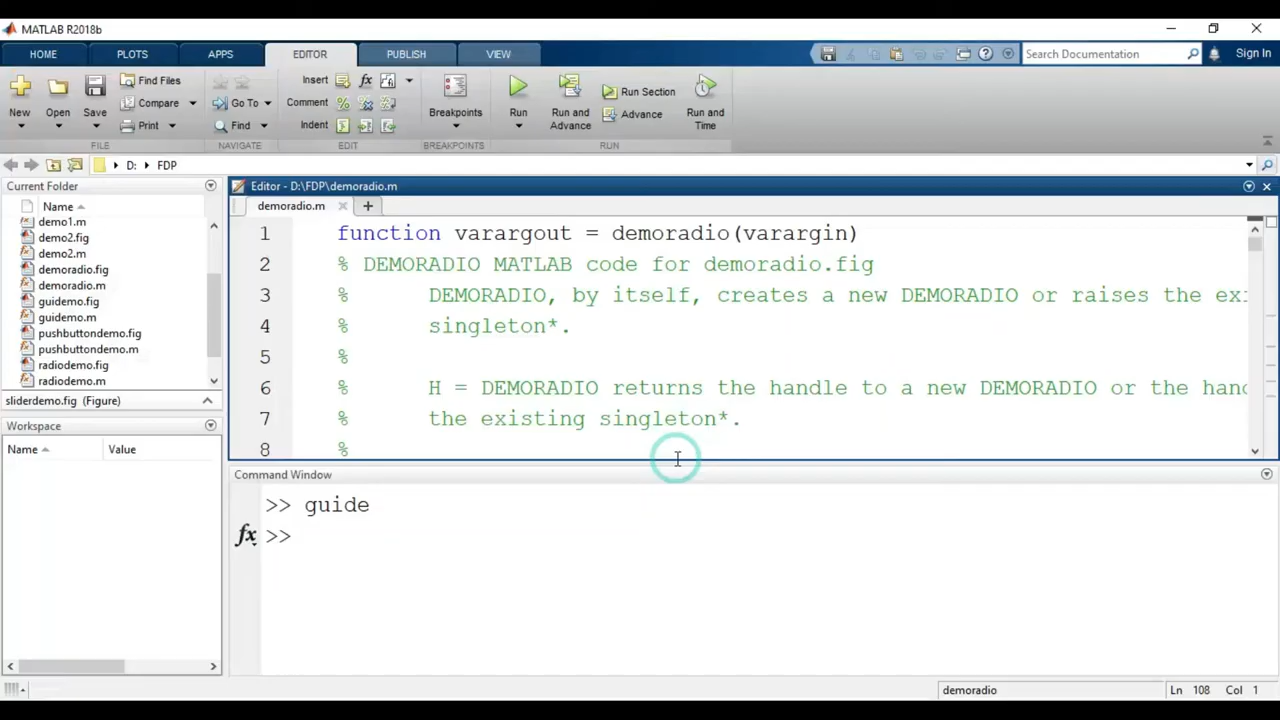 MATLAB R2018b
HOME PLOTS APPS EDITOR PUBLISH VIEW Search Documentation Sign In
New Open Save Find Files Compare Print Go To Find Insert fx Comment Indent Breakpoints Run Run and Advance Run Section Advance Run and Time
FILE NAVIGATE EDIT BREAKPOINTS RUN
D: FDP
Current Folder
Name
demo1.m
demo2.fig
demo2.m
demoradio.fig
demoradio.m
guidemo.fig
guidemo.m
pushbuttondemo.fig
pushbuttondemo.m
radiodemo.fig
radiodemo.m
sliderdemo.fig (Figure)
Workspace
Name Value
Editor - D:\FDP\demoradio.m
demoradio.m
1 function varargout = demoradio(varargin)
2 % DEMORADIO MATLAB code for demoradio.fig
3 % DEMORADIO, by itself, creates a new DEMORADIO or raises the exi
4 % singleton*.
5 %
6 % H = DEMORADIO returns the handle to a new DEMORADIO or the hand
7 % the existing singleton*.
8 %
Command Window
>> guide
fx >>
demoradio Ln 108 Col 1